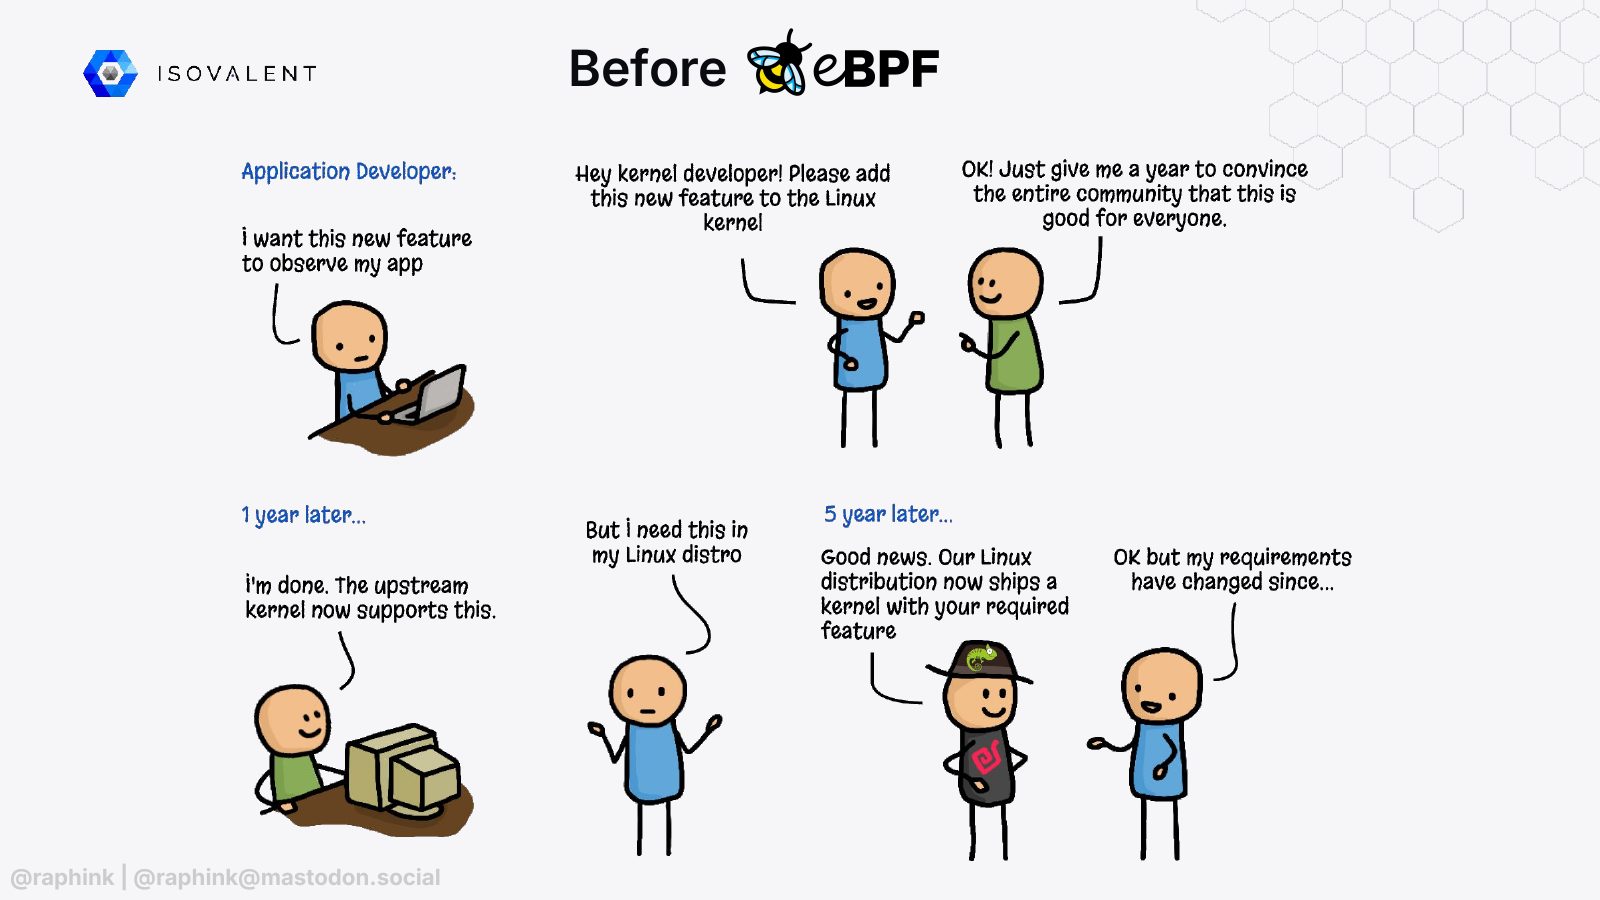 ISOVALENT
Before eBPF
Application Developer:
i want this new feature
to observe my app
Hey kernel developer! Please add
this new feature to the Linux
kernel
OK! Just give me a year to convince
the entire community that this is
good for everyone.
1 year later...
i'm done. The upstream
kernel now supports this.
But i need this in
my Linux distro
5 year later...
Good news. Our Linux
distribution now ships a
kernel with your required
feature
OK but my requirements
have changed since...
@raphink | @raphink@mastodon.social